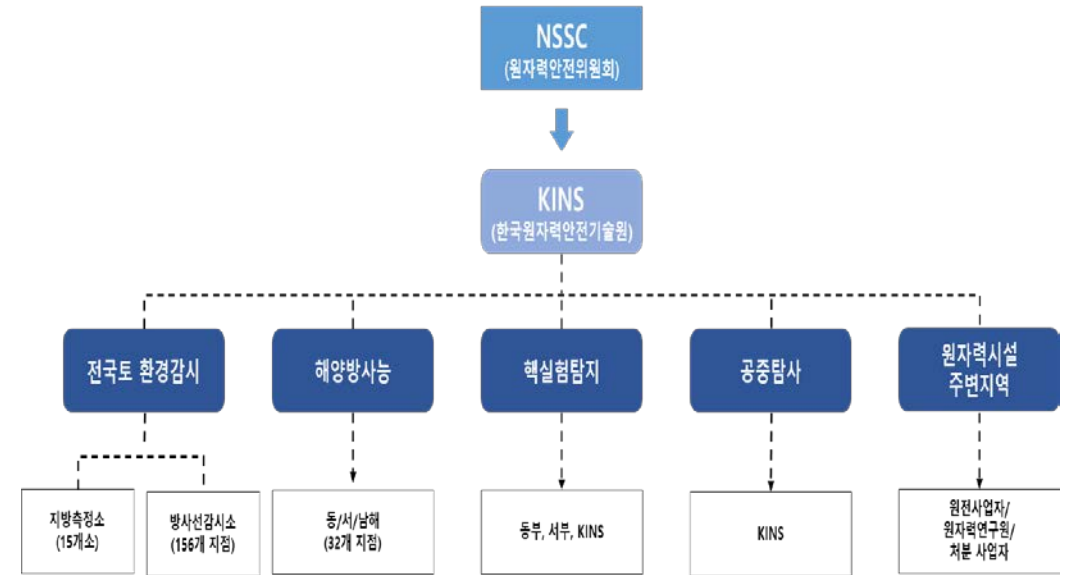 NSSC
(원자력안전위원회)
KINS
(한국원자력안전기술원)
전국토 환경감시
해양방사능
핵실험탐지
공중탐사
원자력시설
주변지역
지방측정소
(15개소)
방사선감시소
(156개 지점)
동/서/남해
(32개 지점)
동부, 서부, KINS
KINS
원전사업자/
원자력연구원/
처분 사업자